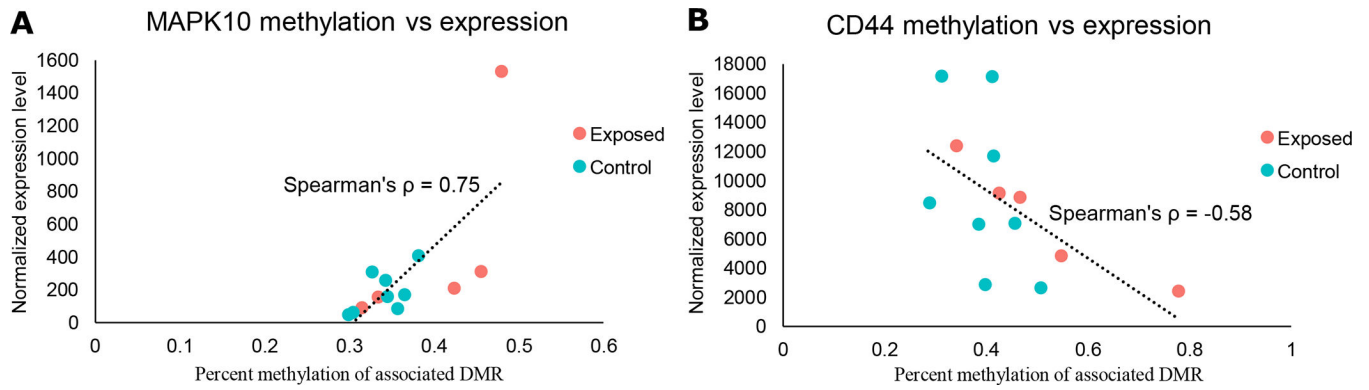 A
MAPK10 methylation vs expression
Normalized expression level
1600
1400
1200
1000
800
600
400
200
0
0
0.1
0.2
0.3
0.4
0.5
0.6
Percent methylation of associated DMR
Spearman's ρ = 0.75
Exposed
Control
B
CD44 methylation vs expression
Normalized expression level
18000
16000
14000
12000
10000
8000
6000
4000
2000
0
0
0.2
0.4
0.6
0.8
1
Percent methylation of associated DMR
Spearman's ρ = -0.58
Exposed
Control